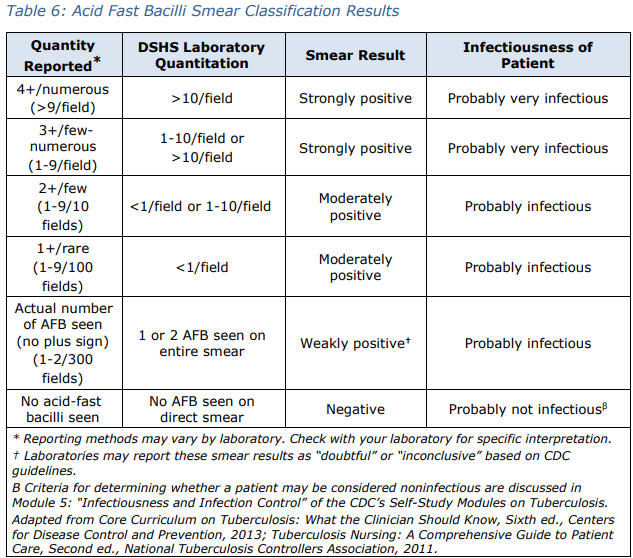 Table 6: Acid Fast Bacilli Smear Classification Results
Quantity
Reported*
DSHS Laboratory
Quantitation
Smear Result
Infectiousness of
Patient
4+/numerous
(>9/field)
>10/field
Strongly positive
Probably very infectious
3+/few-
numerous
(1-9/field)
1-10/field or
>10/field
Strongly positive
Probably very infectious
2+/few
(1-9/10
fields)
<1/field or 1-10/field
Moderately
positive
Probably infectious
1+/rare
(1-9/100
fields)
<1/field
Moderately
positive
Probably infectious
Actual number
of AFB seen
(no plus sign)
(1-2/300
fields)
1 or 2 AFB seen on
entire smear
Weakly positive†
Probably infectious
No acid-fast
bacilli seen
No AFB seen on
direct smear
Negative
Probably not infectiousβ
* Reporting methods may vary by laboratory. Check with your laboratory for specific interpretation.
† Laboratories may report these smear results as “doubtful” or “inconclusive” based on CDC
guidelines.
Β Criteria for determining whether a patient may be considered noninfectious are discussed in
Module 5: “Infectiousness and Infection Control” of the CDC’s Self-Study Modules on Tuberculosis.
Adapted from Core Curriculum on Tuberculosis: What the Clinician Should Know, Sixth ed., Centers
for Disease Control and Prevention, 2013; Tuberculosis Nursing: A Comprehensive Guide to Patient
Care, Second ed., National Tuberculosis Controllers Association, 2011.